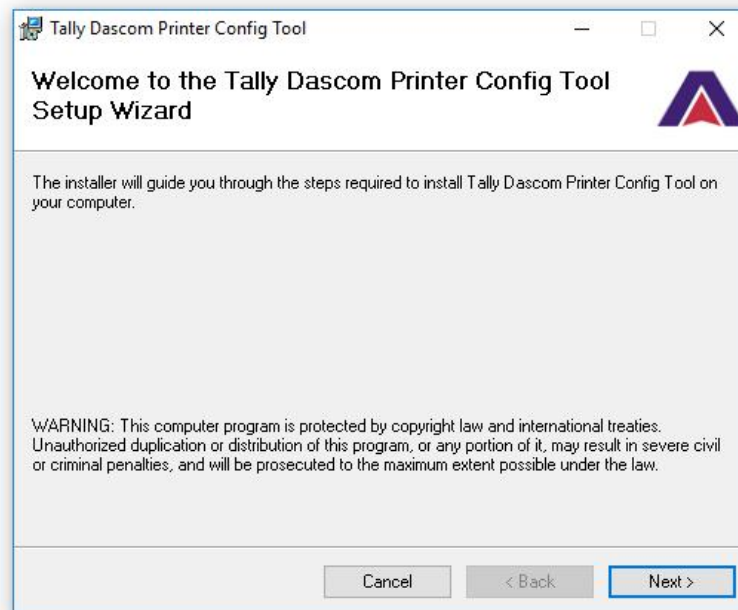 Tally Dascom Printer Config Tool
Welcome to the Tally Dascom Printer Config Tool
Setup Wizard
The installer will guide you through the steps required to install Tally Dascom Printer Config Tool on
your computer.
WARNING: This computer program is protected by copyright law and international treaties.
Unauthorized duplication or distribution of this program, or any portion of it, may result in severe civil
or criminal penalties, and will be prosecuted to the maximum extent possible under the law.
Cancel
< Back
Next >